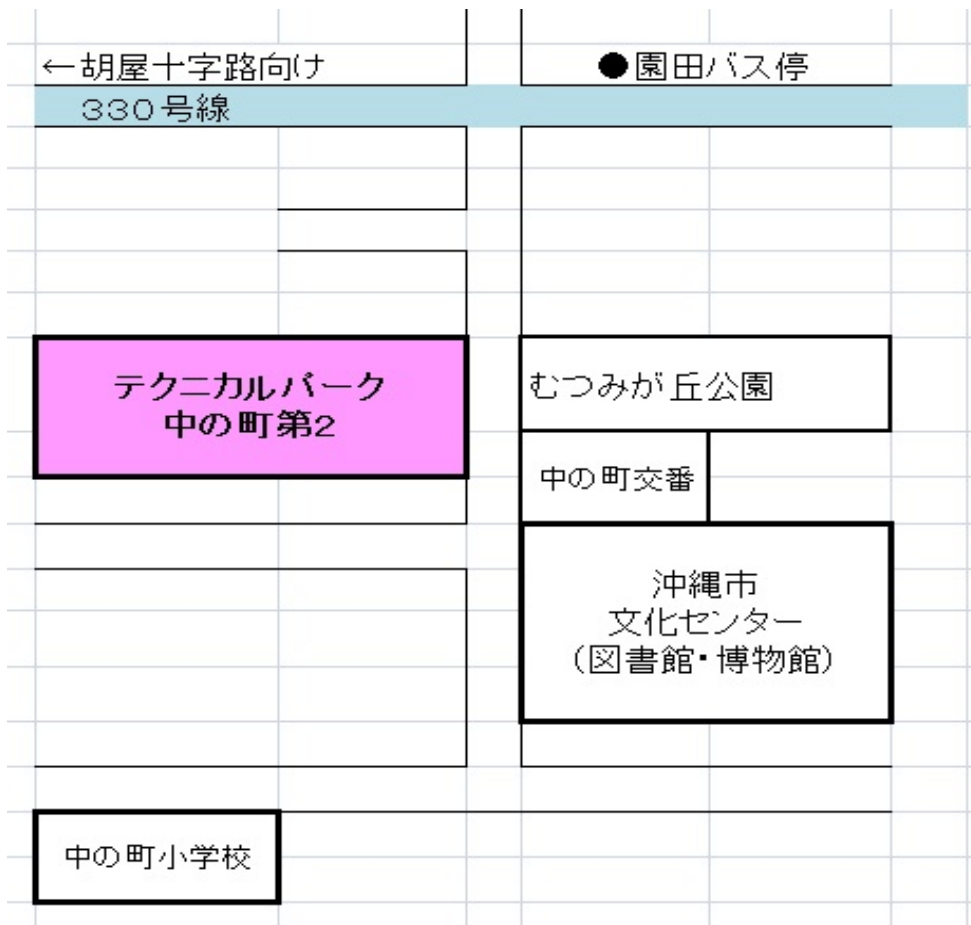 ←胡屋十字路向け
●園田バス停
330号線
テクニカルパーク
中の町第2
むつみが丘公園
中の町交番
沖縄市
文化センター
(図書館・博物館)
中の町小学校